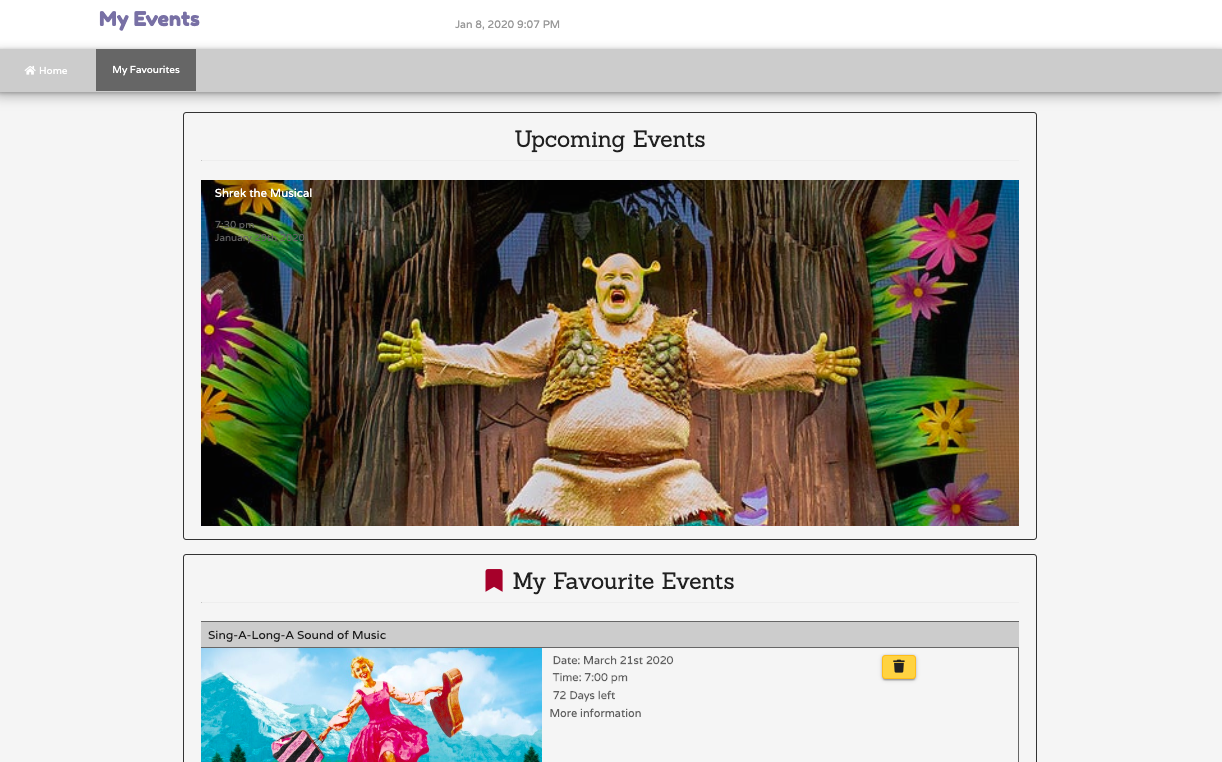 My Events
Jan 8, 2020 9:07 PM
Home
My Favourites
Upcoming Events
Shrek the Musical
7:30 pm
January 2020
My Favourite Events
Sing-A-Long-A Sound of Music
Date: March 21st 2020
Time: 7:00 pm
72 Days left
More information